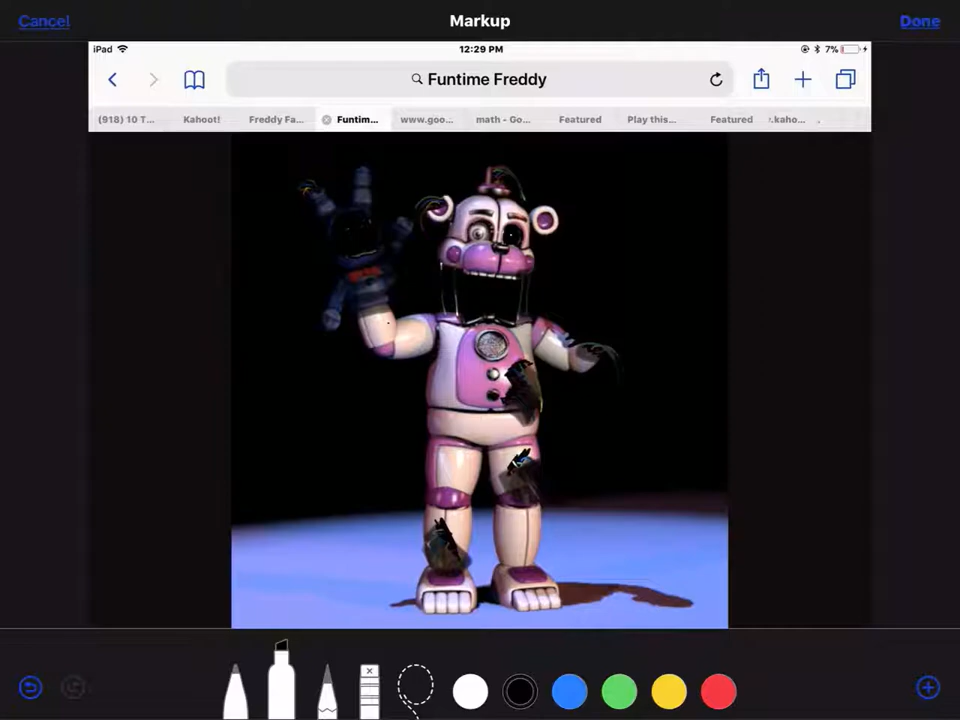 Cancel Markup Done
iPad 12:29 PM 7%
Funtime Freddy
(918) 10 T... Kahoot! Freddy Fa... Funtim... www.goo... math - Go... Featured Play this... Featured .kaho...